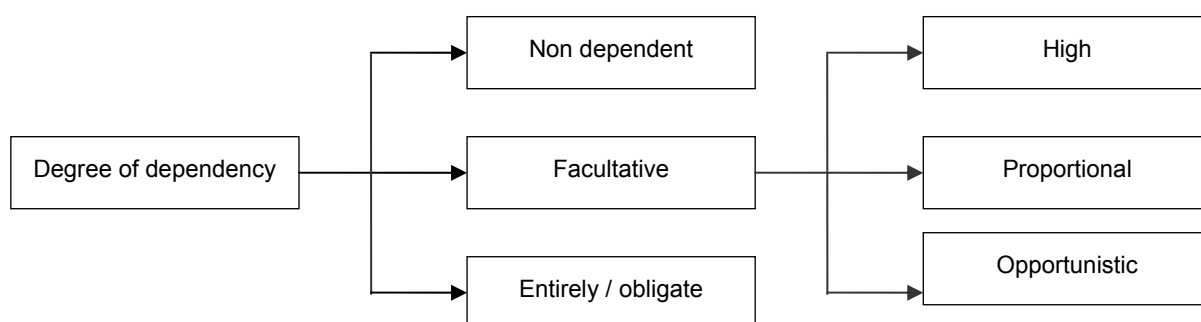 Non dependent
High
Degree of dependency
Facultative
Proportional
Entirely / obligate
Opportunistic